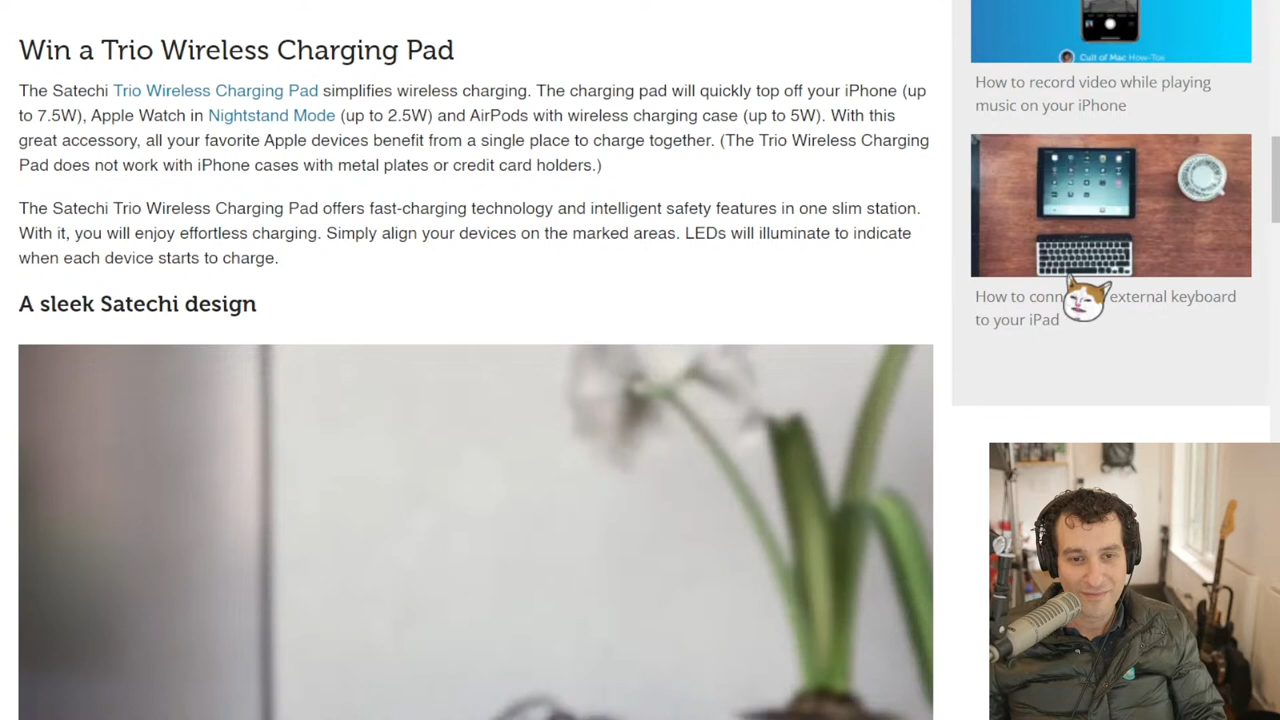 Win a Trio Wireless Charging Pad
The Satechi Trio Wireless Charging Pad simplifies wireless charging. The charging pad will quickly top off your iPhone (up
to 7.5W), Apple Watch in Nightstand Mode (up to 2.5W) and AirPods with wireless charging case (up to 5W). With this
great accessory, all your favorite Apple devices benefit from a single place to charge together. (The Trio Wireless Charging
Pad does not work with iPhone cases with metal plates or credit card holders.)
The Satechi Trio Wireless Charging Pad offers fast-charging technology and intelligent safety features in one slim station.
With it, you will enjoy effortless charging. Simply align your devices on the marked areas. LEDs will illuminate to indicate
when each device starts to charge.
A sleek Satechi design
Cult of Mac How-Tos
How to record video while playing
music on your iPhone
How to conn external keyboard
to your iPad